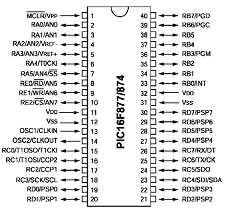 MCLR/VPP 1 40 RB7/PGD
RA0/AN0 2 39 RB6/PGC
RA1/AN1 3 38 RB5
RA2/AN2/VREF- 4 37 RB4
RA3/AN3/VREF+ 5 36 RB3/PGM
RA4/T0CKI 6 35 RB2
RA5/AN4/SS 7 34 RB1
RE0/RD/AN5 8 33 RB0/INT
RE1/WR/AN6 9 32 VDD
RE2/CS/AN7 10 31 VSS
VDD 11 30 RD7/PSP7
VSS 12 29 RD6/PSP6
OSC1/CLKIN 13 28 RD5/PSP5
OSC2/CLKOUT 14 27 RD4/PSP4
RC0/T1OSO/T1CKI 15 26 RC7/RX/DT
RC1/T1OSI/CCP2 16 25 RC6/TX/CK
RC2/CCP1 17 24 RC5/SDO
RC3/SCK/SCL 18 23 RC4/SDI/SDA
RD0/PSP0 19 22 RD3/PSP3
RD1/PSP1 20 21 RD2/PSP2
PIC16F877/874